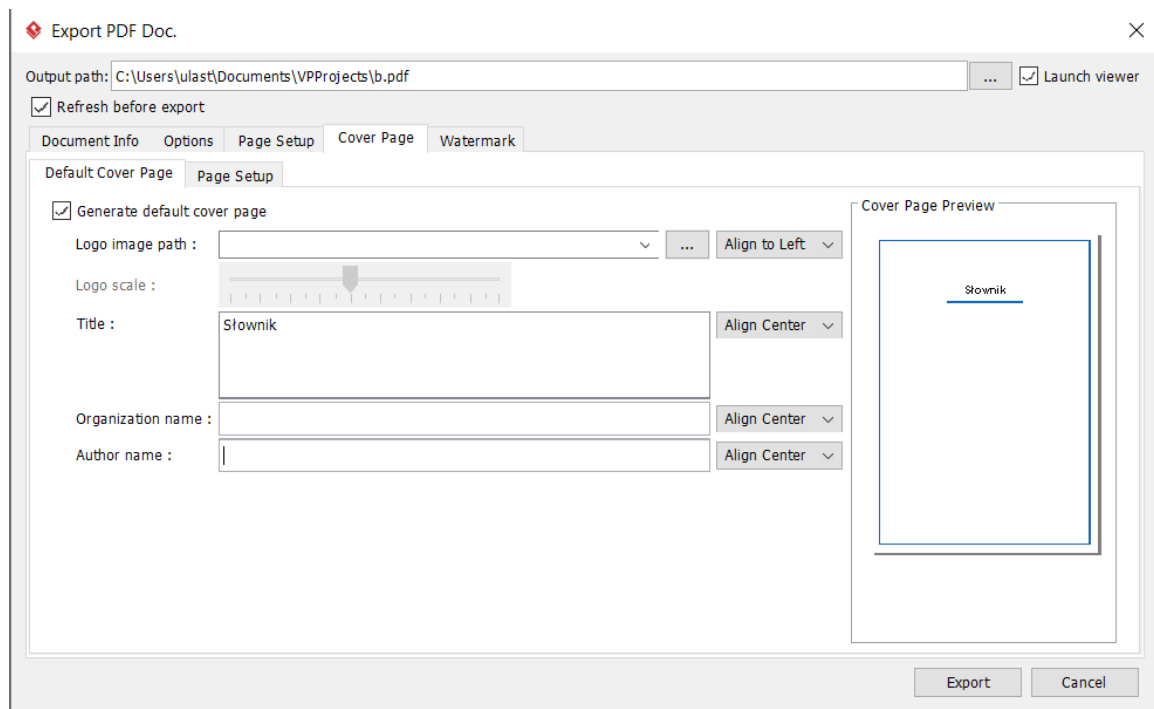 Export PDF Doc.
Output path: C:\Users\ulast\Documents\VPProjects\b.pdf ... Launch viewer
Refresh before export
Document Info Options Page Setup Cover Page Watermark
Default Cover Page Page Setup
Generate default cover page
Logo image path : ... Align to Left
Logo scale :
Title : Słownik Align Center
Organization name : Align Center
Author name : Align Center
Cover Page Preview
Słownik
Export Cancel